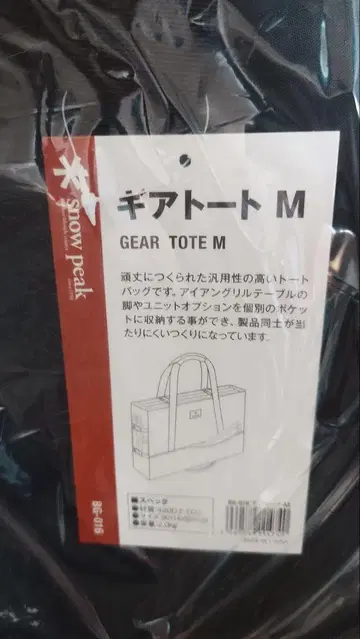 snow peak
ギアトート M
GEAR TOTE M
頑丈につくられた汎用性の高いトート
バッグです。アイアングリルテーブルの
脚やユニットオプションを個別のポケッ
トに収納する事ができ、製品同士が当
たりにくいつくりになっています。
■スペック
BG-016